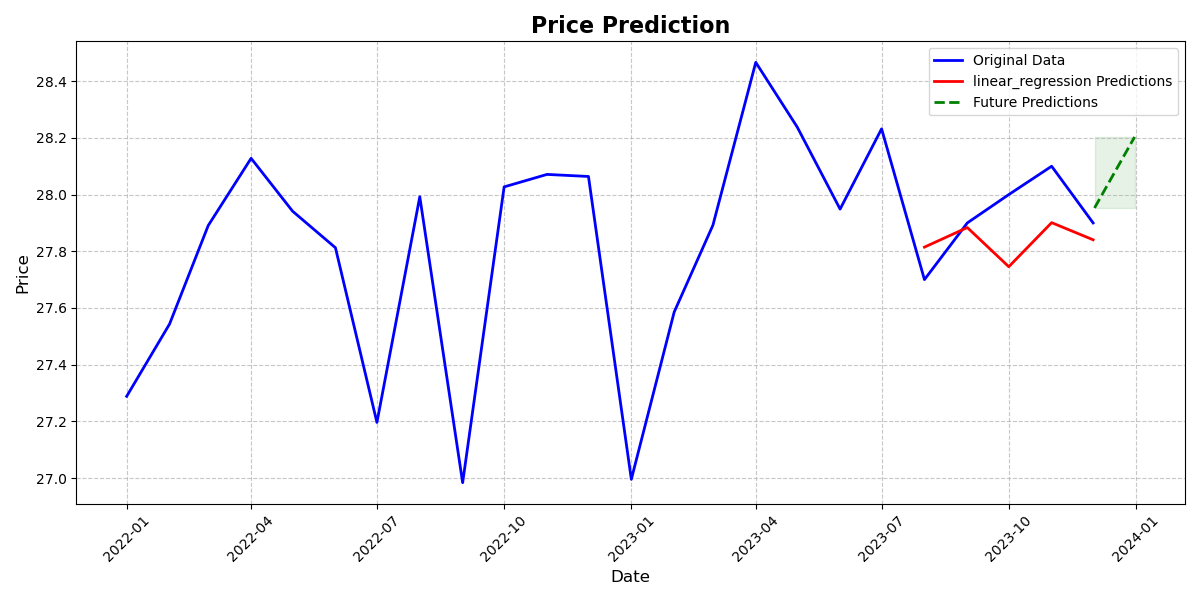 Price Prediction
Original Data
linear_regression Predictions
Future Predictions
Price
28.4
28.2
28.0
27.8
27.6
27.4
27.2
27.0
2022-01
2022-04
2022-07
2022-10
2023-01
2023-04
2023-07
2023-10
2024-01
Date